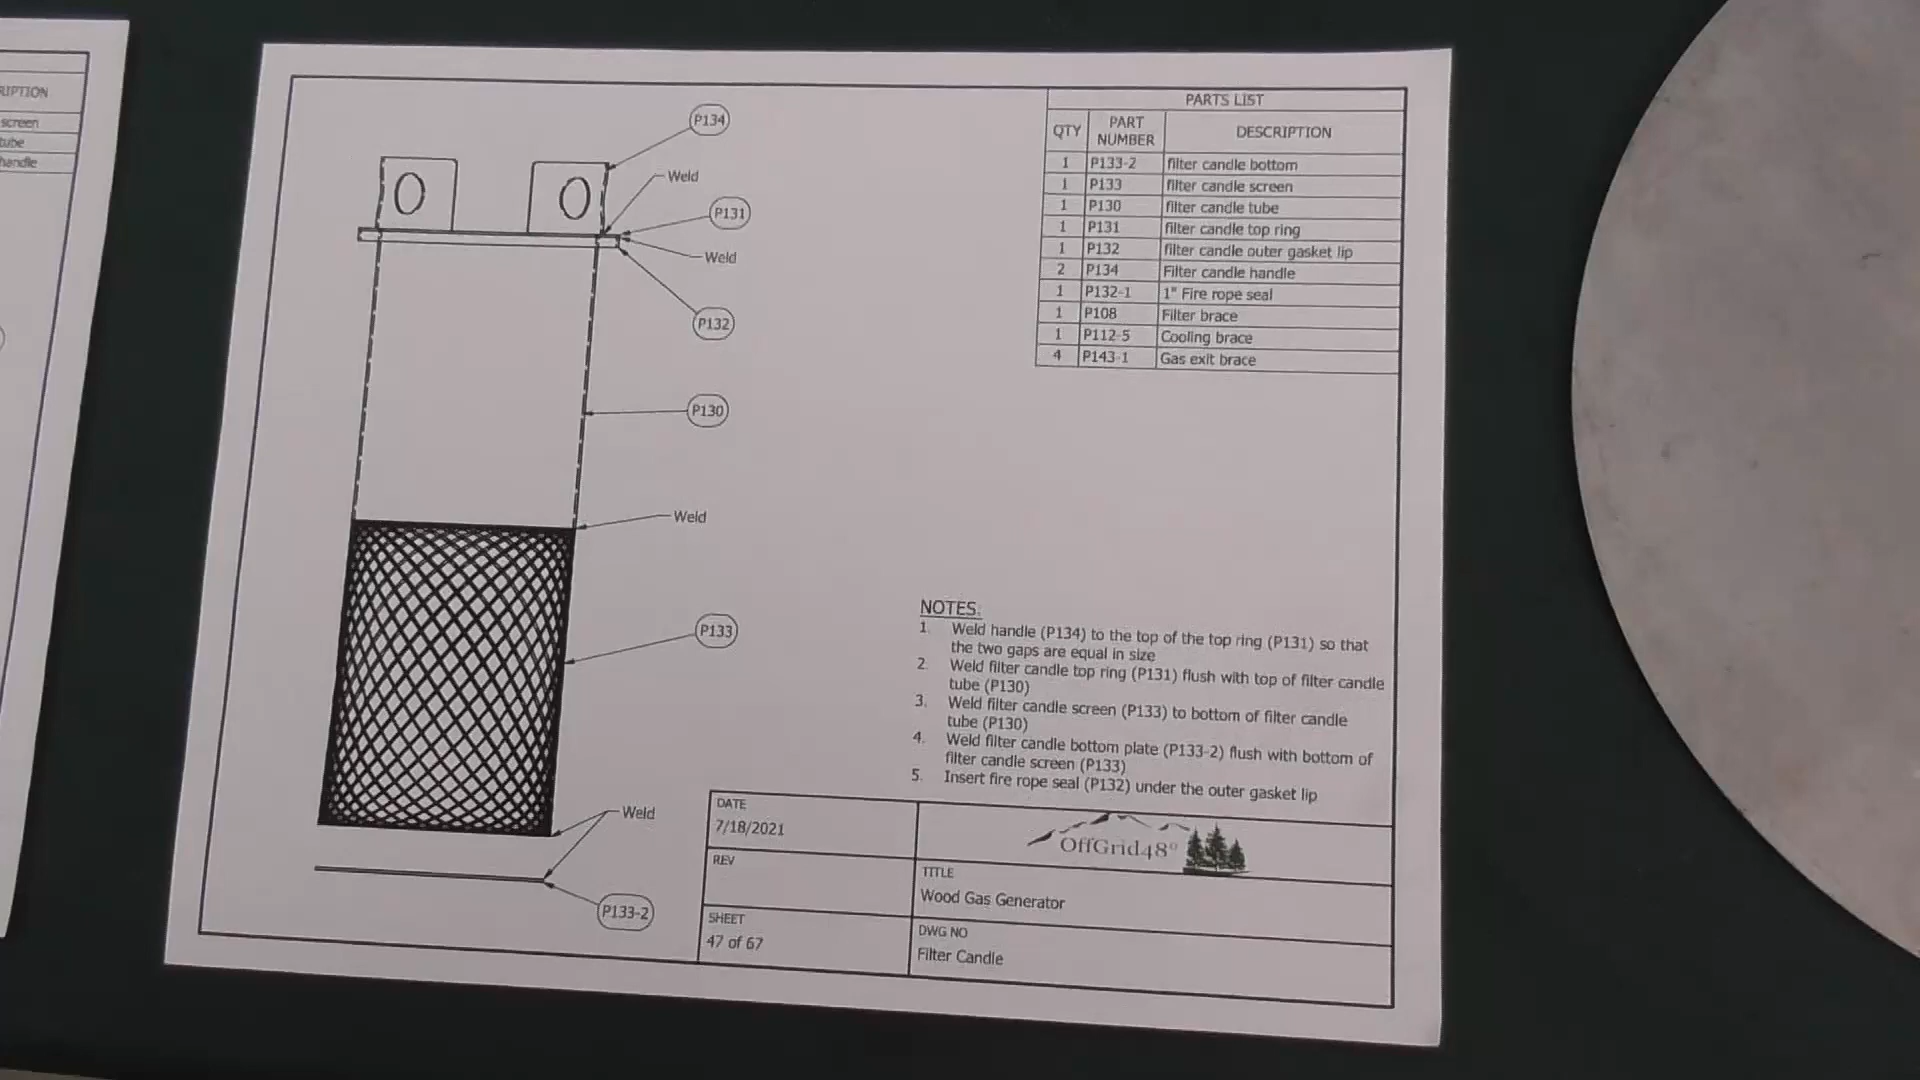 RIPTION
screen
tube
handle
P134
Weld
P131
Weld
P132
P130
Weld
P133
Weld
P133-2
PARTS LIST
QTY PART NUMBER DESCRIPTION
1 P133-2 filter candle bottom
1 P133 filter candle screen
1 P130 filter candle tube
1 P131 filter candle top ring
1 P132 filter candle outer gasket lip
2 P134 Filter candle handle
1 P132-1 1" Fire rope seal
1 P108 Filter brace
1 P112-5 Cooling brace
4 P143-1 Gas exit brace
NOTES:
1. Weld handle (P134) to the top of the top ring (P131) so that
the two gaps are equal in size
2. Weld filter candle top ring (P131) flush with top of filter candle
tube (P130)
3. Weld filter candle screen (P133) to bottom of filter candle
tube (P130)
4. Weld filter candle bottom plate (P133-2) flush with bottom of
filter candle screen (P133)
5. Insert fire rope seal (P132) under the outer gasket lip
DATE
7/18/2021
OffGrid48°
REV
TITLE
Wood Gas Generator
SHEET
47 of 67
DWG NO
Filter Candle